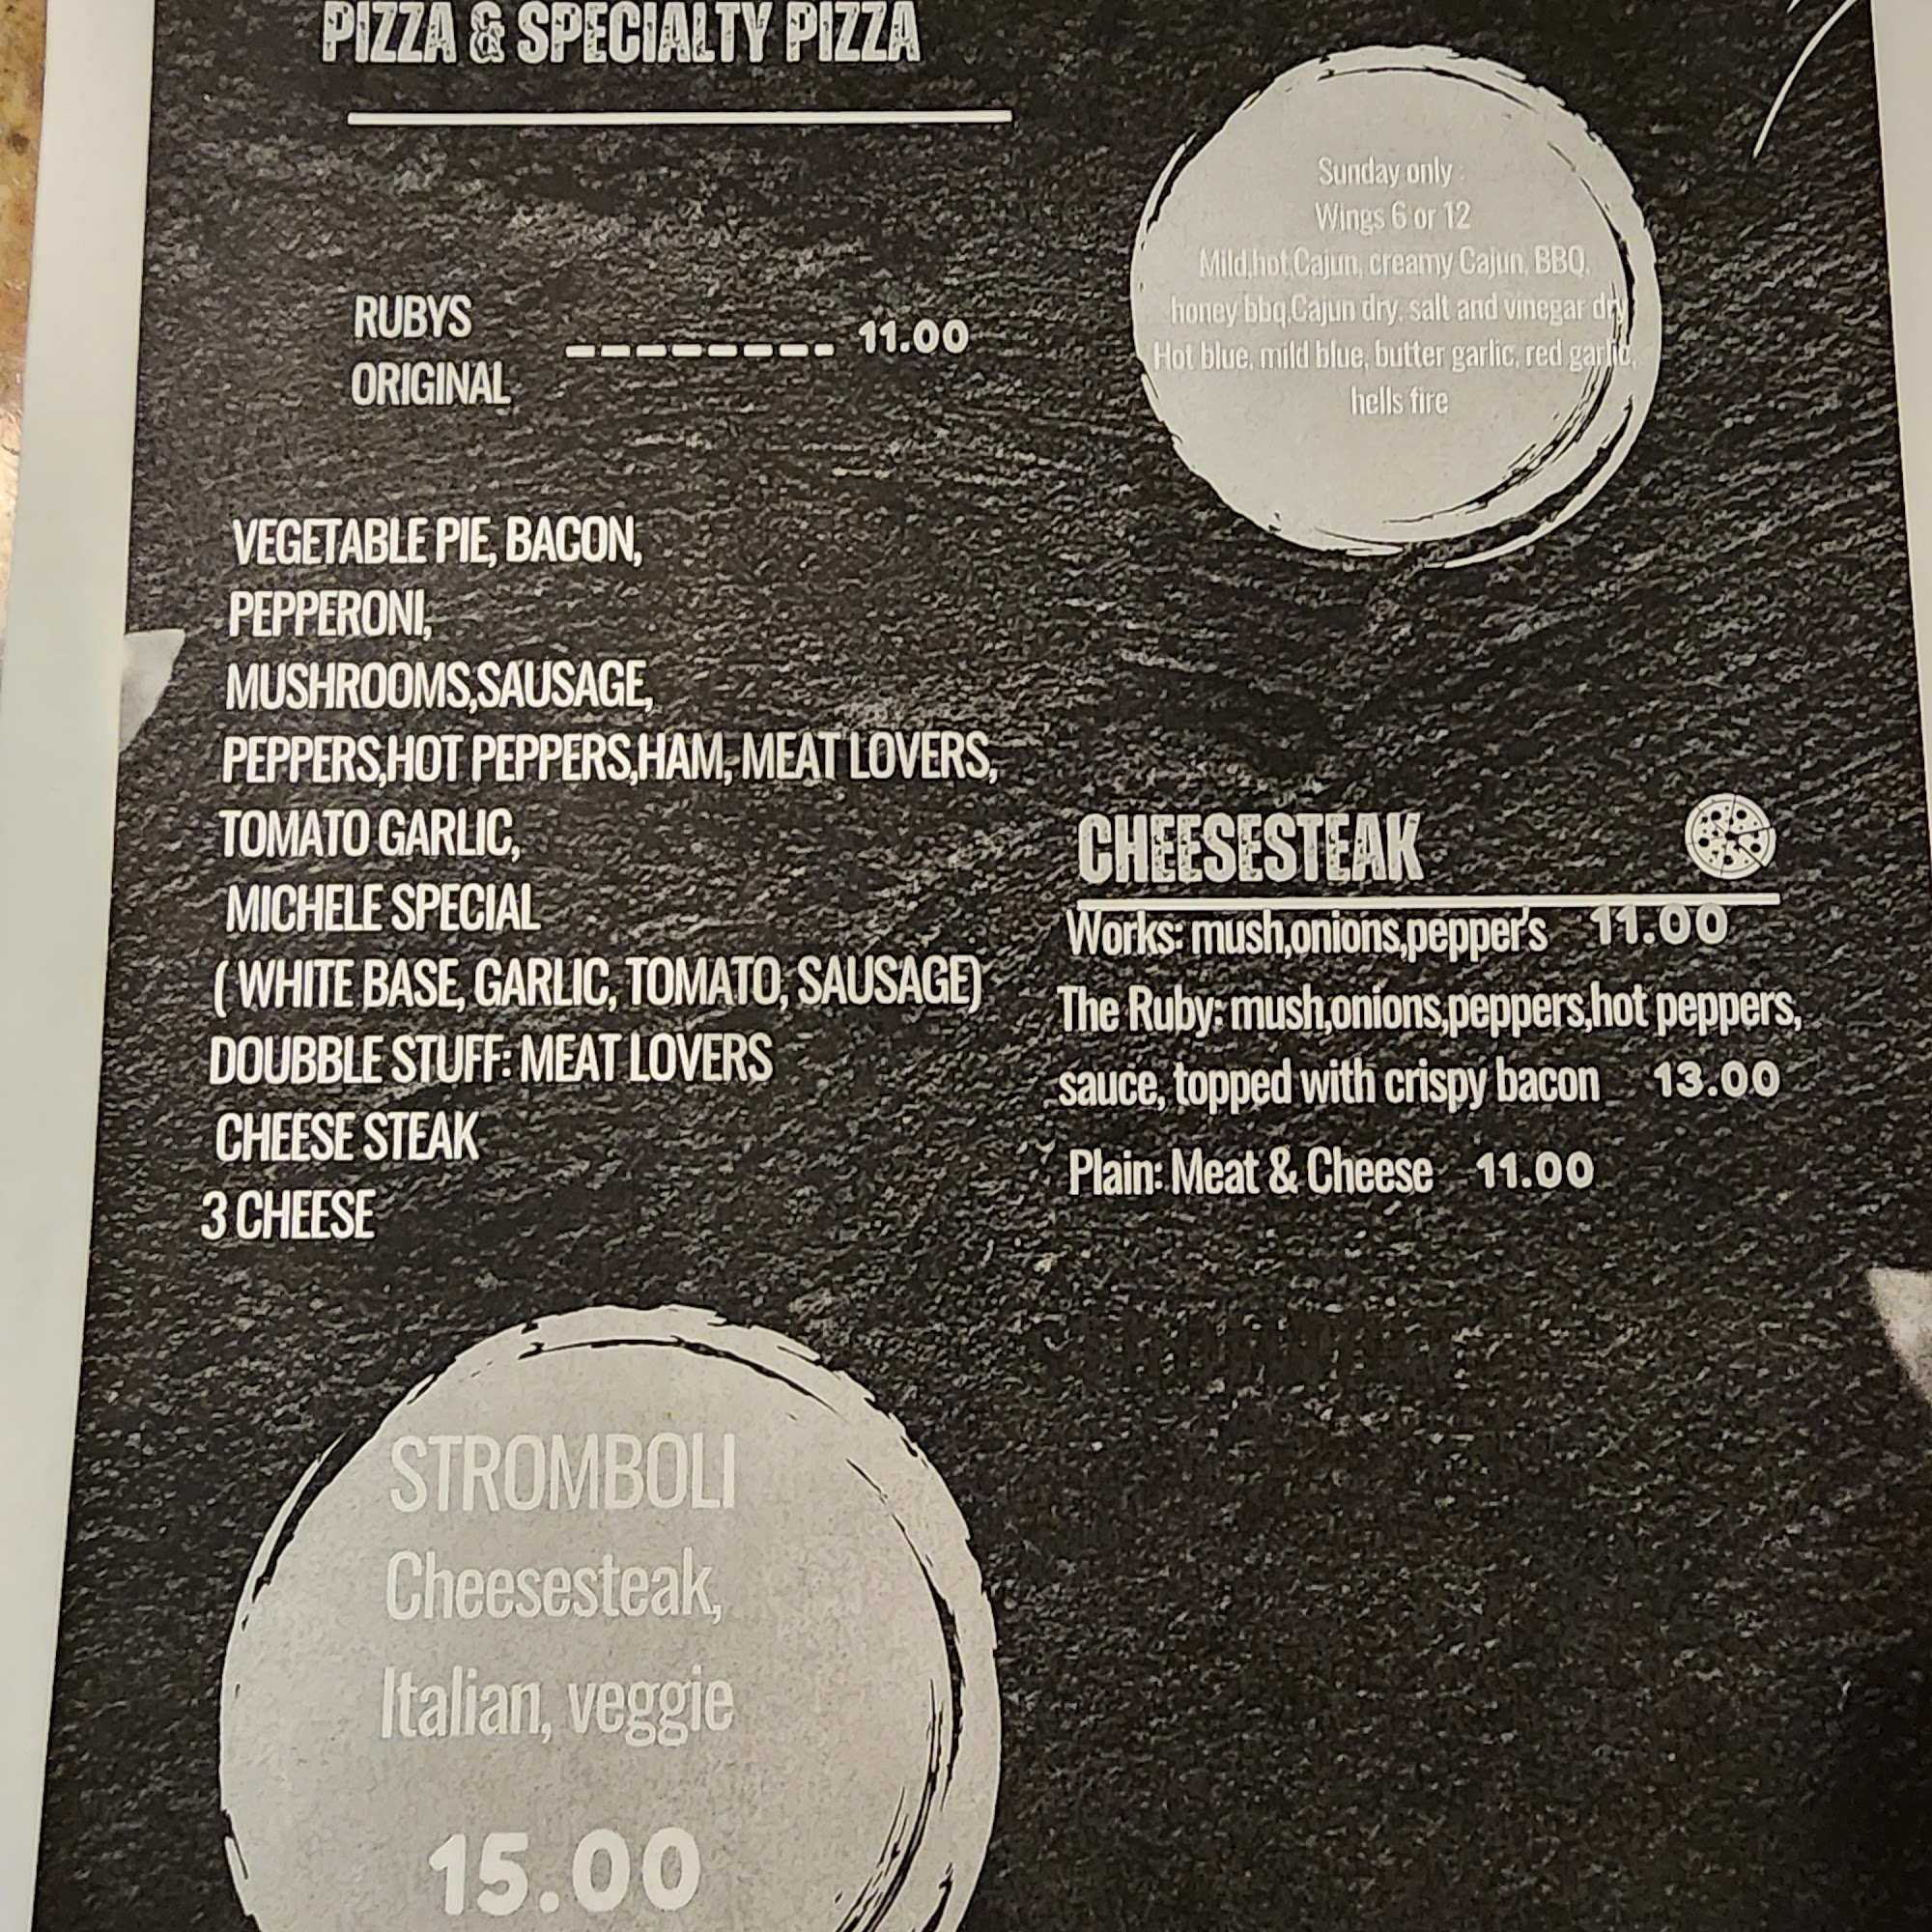 PIZZA & SPECIALTY PIZZA
RUBYS
ORIGINAL -------- 11.00
VEGETABLE PIE, BACON,
PEPPERONI,
MUSHROOMS,SAUSAGE,
PEPPERS,HOT PEPPERS,HAM, MEAT LOVERS,
TOMATO GARLIC,
MICHELE SPECIAL
( WHITE BASE, GARLIC, TOMATO, SAUSAGE)
DOUBBLE STUFF: MEAT LOVERS
CHEESE STEAK
3 CHEESE
STROMBOLI
Cheesesteak,
Italian, veggie
15.00
Sunday only :
Wings 6 or 12
Mild,hot,Cajun, creamy Cajun, BBQ,
honey bbq,Cajun dry, salt and vinegar dry
Hot blue, mild blue, butter garlic, red garlic,
hells fire
CHEESESTEAK
Works: mush,onions,pepper's 11.00
The Ruby: mush,onions,peppers,hot peppers,
sauce, topped with crispy bacon 13.00
Plain: Meat & Cheese 11.00